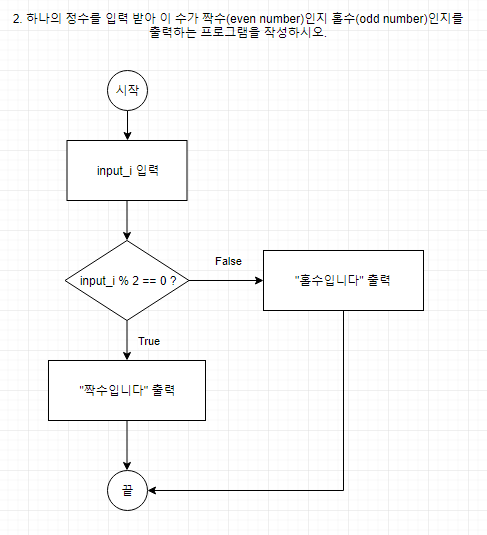 2. 하나의 정수를 입력 받아 이 수가 짝수(even number)인지 홀수(odd number)인지를
출력하는 프로그램을 작성하시오.
시작
input_i 입력
input_i % 2 == 0 ?
False
"홀수입니다" 출력
True
"짝수입니다" 출력
끝